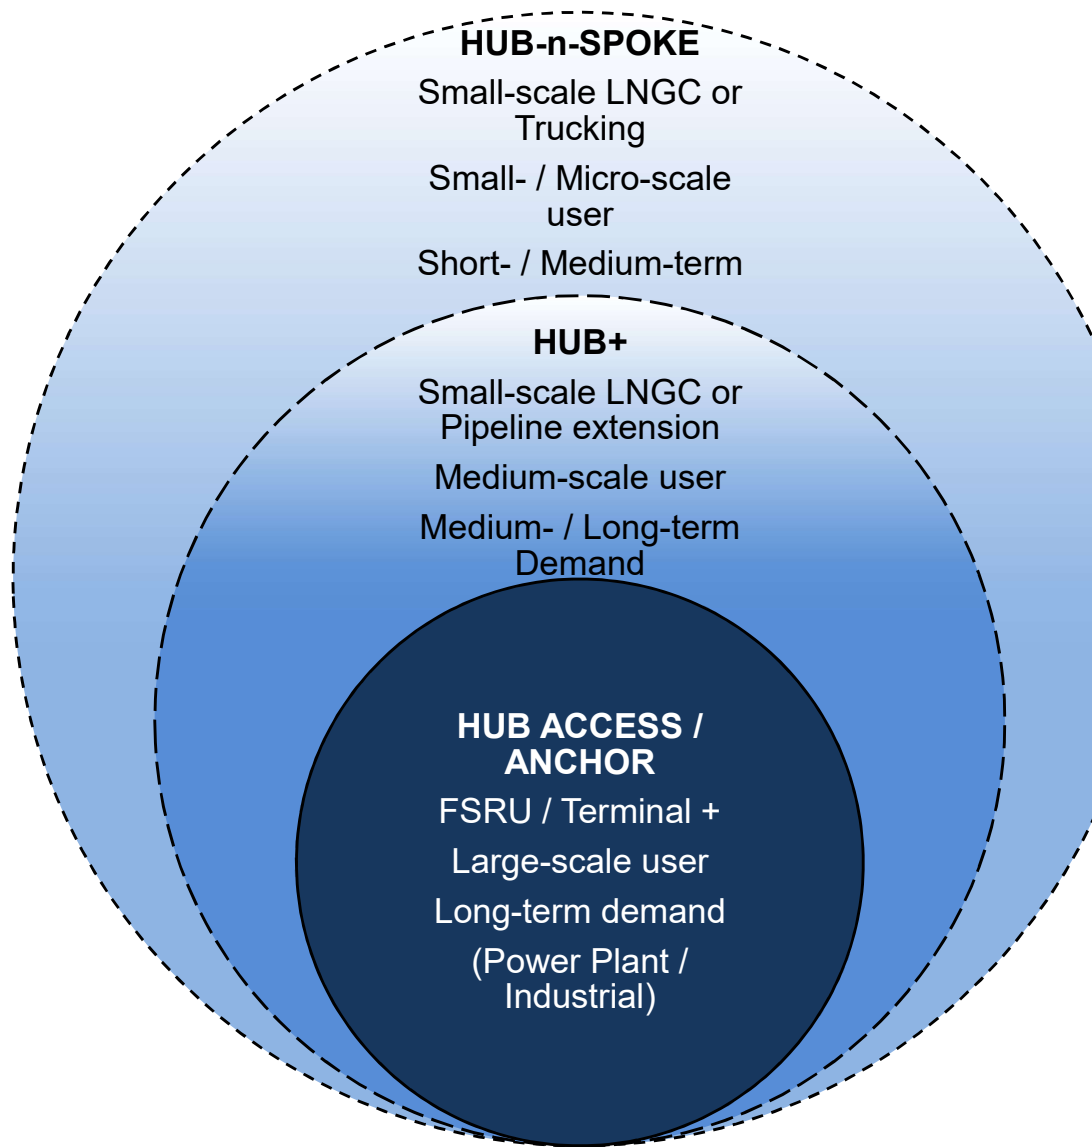 HUB-n-SPOKE
Small-scale LNGC or
Trucking
Small- / Micro-scale
user
Short- / Medium-term
HUB+
Small-scale LNGC or
Pipeline extension
Medium-scale user
Medium- / Long-term
Demand
HUB ACCESS /
ANCHOR
FSRU / Terminal +
Large-scale user
Long-term demand
(Power Plant /
Industrial)